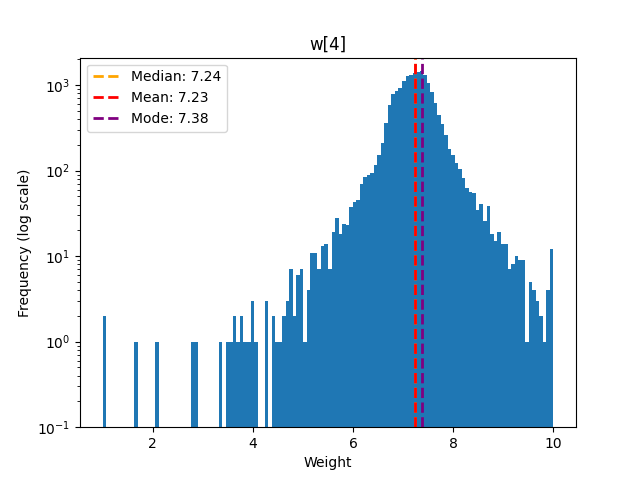 w[4]
Median: 7.24
Mean: 7.23
Mode: 7.38
Frequency (log scale)
10³
10²
10¹
10⁰
10⁻¹
2 4 6 8 10
Weight